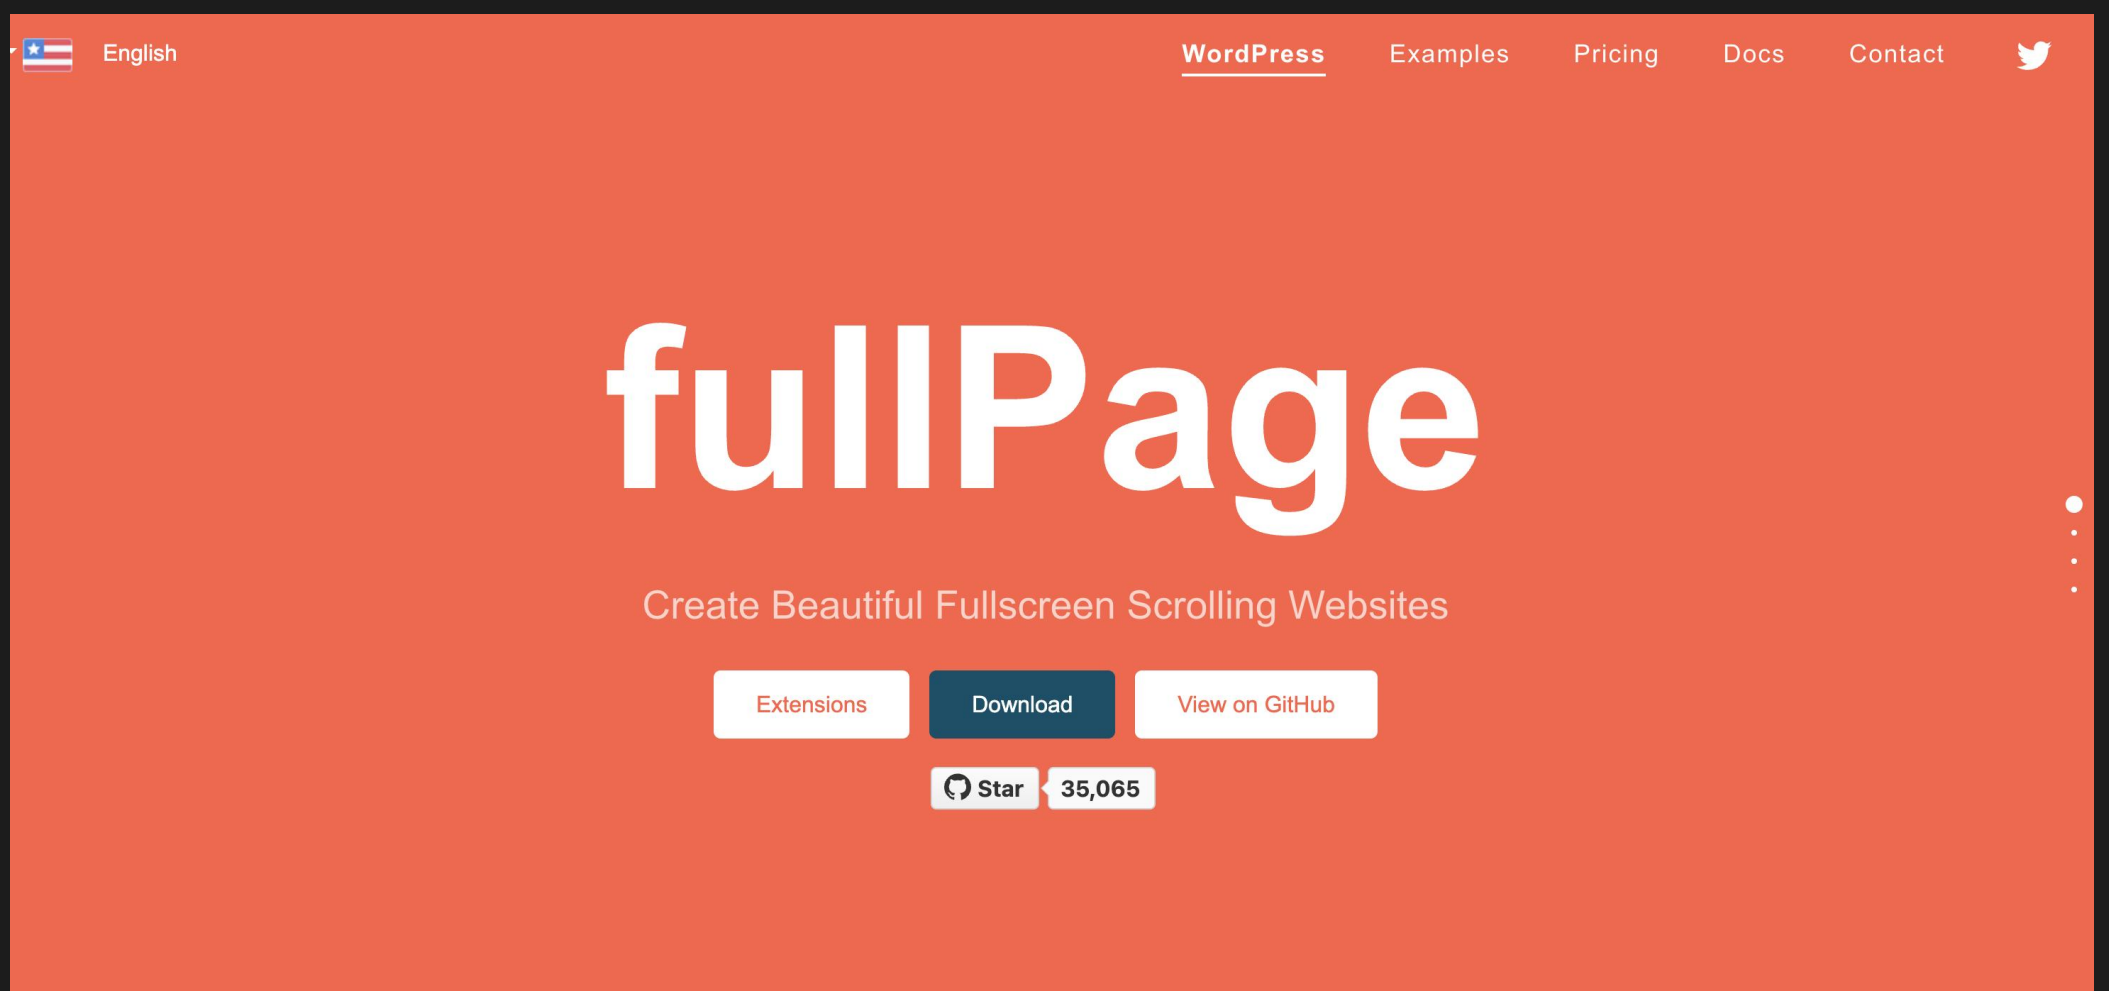 English
WordPress Examples Pricing Docs Contact
fullPage
Create Beautiful Fullscreen Scrolling Websites
Extensions Download View on GitHub
Star 35,065